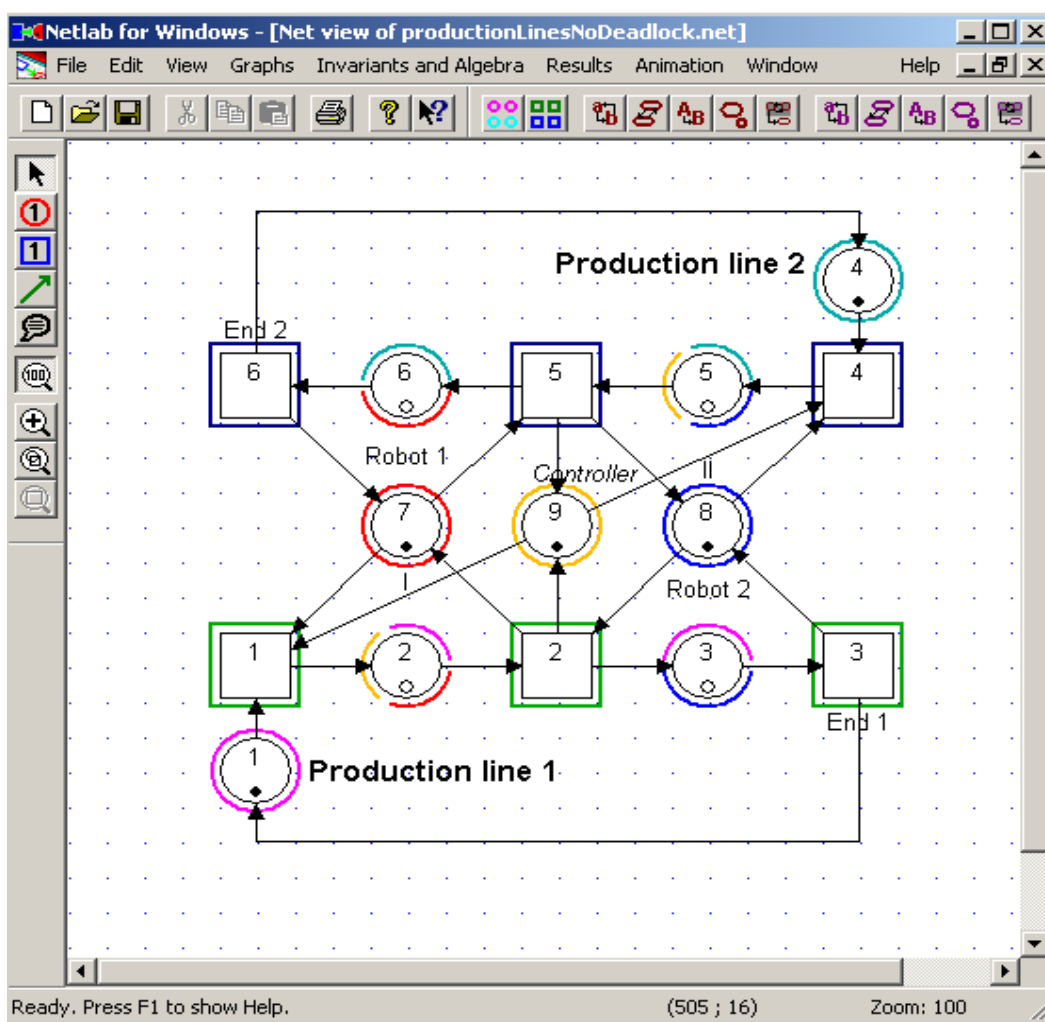 Netlab for Windows - [Net view of productionLinesNoDeadlock.net]
File Edit View Graphs Invariants and Algebra Results Animation Window Help
1
1
100
Production line 2
4
End 2
6 6 5 5 4
Robot 1
Controller
II
7 9 8
I
Robot 2
1 2 2 3 3
End 1
1
Production line 1
Ready. Press F1 to show Help. (505 ; 16) Zoom: 100